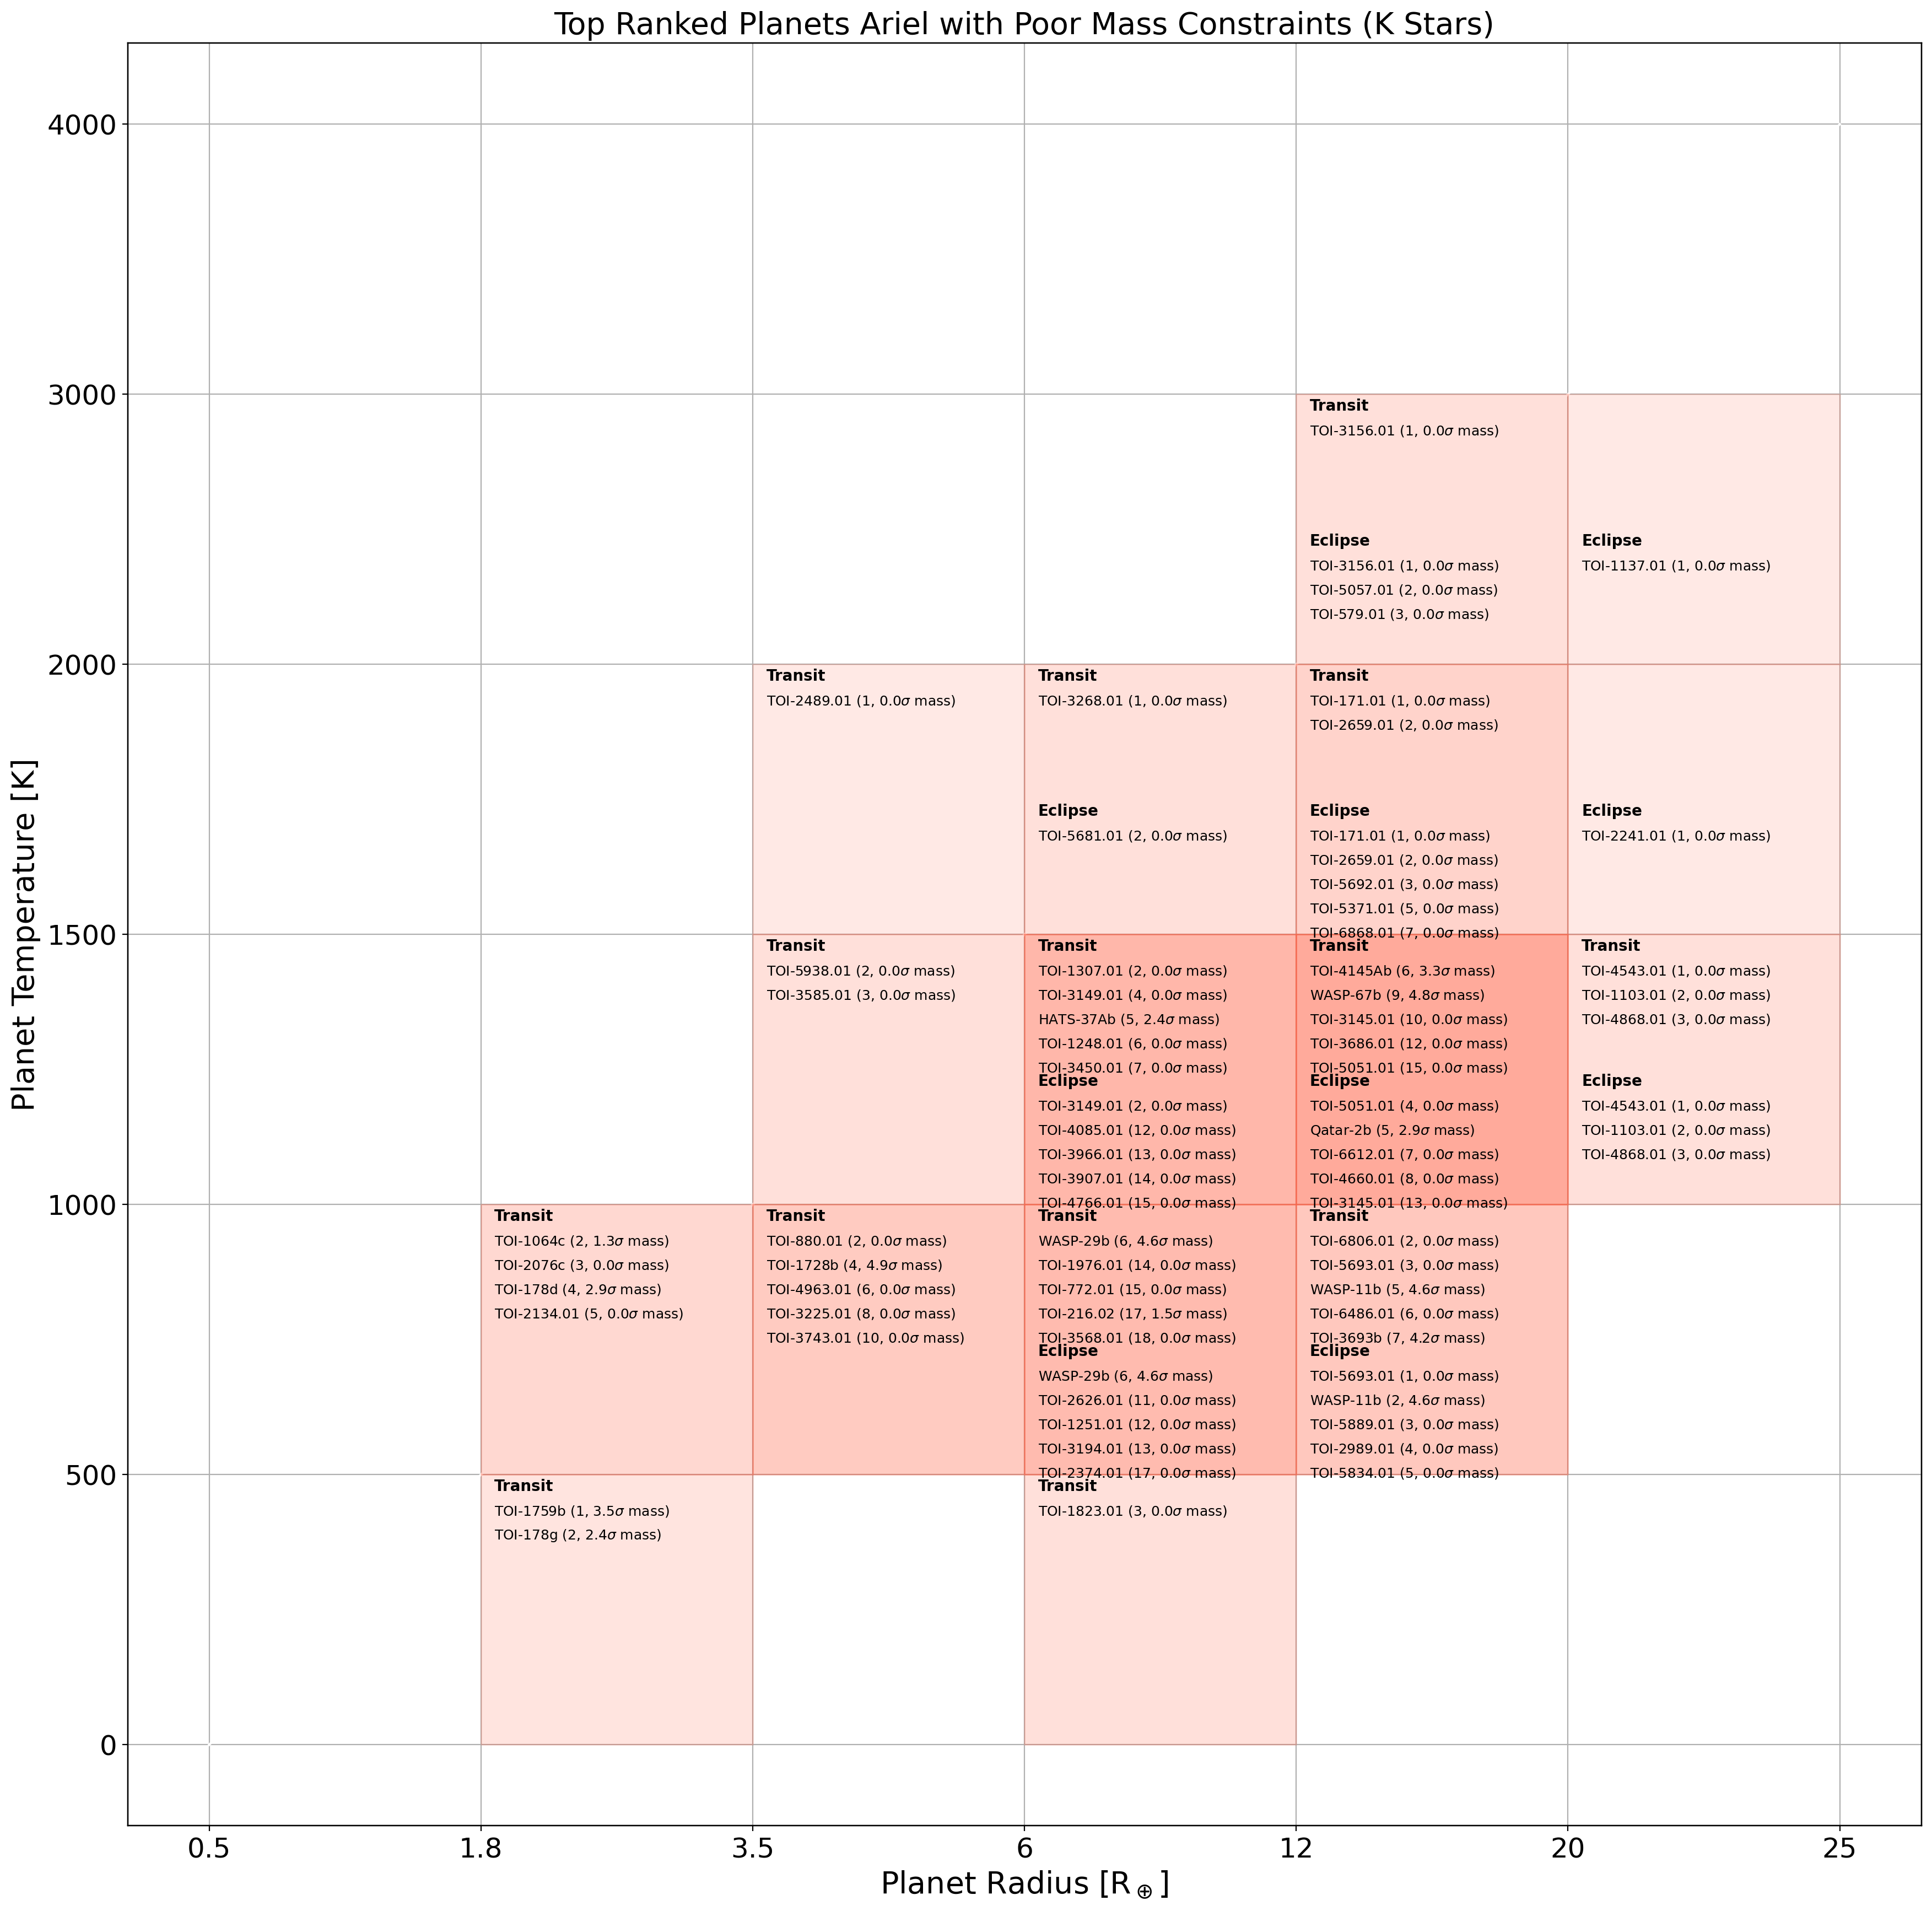 Top Ranked Planets Ariel with Poor Mass Constraints (K Stars)
Planet Temperature [K]
4000
3000
2000
1500
1000
500
0
Transit
TOI-3156.01 (1, 0.0σ mass)
Eclipse
TOI-3156.01 (1, 0.0σ mass)
TOI-5057.01 (2, 0.0σ mass)
TOI-579.01 (3, 0.0σ mass)
Eclipse
TOI-1137.01 (1, 0.0σ mass)
Transit
TOI-2489.01 (1, 0.0σ mass)
Transit
TOI-3268.01 (1, 0.0σ mass)
Eclipse
TOI-5681.01 (2, 0.0σ mass)
Transit
TOI-171.01 (1, 0.0σ mass)
TOI-2659.01 (2, 0.0σ mass)
Eclipse
TOI-171.01 (1, 0.0σ mass)
TOI-2659.01 (2, 0.0σ mass)
TOI-5692.01 (3, 0.0σ mass)
TOI-5371.01 (5, 0.0σ mass)
TOI-6868.01 (7, 0.0σ mass)
Eclipse
TOI-2241.01 (1, 0.0σ mass)
Transit
TOI-5938.01 (2, 0.0σ mass)
TOI-3585.01 (3, 0.0σ mass)
Transit
TOI-1307.01 (2, 0.0σ mass)
TOI-3149.01 (4, 0.0σ mass)
HATS-37Ab (5, 2.4σ mass)
TOI-1248.01 (6, 0.0σ mass)
TOI-3450.01 (7, 0.0σ mass)
Eclipse
TOI-3149.01 (2, 0.0σ mass)
TOI-4085.01 (12, 0.0σ mass)
TOI-3966.01 (13, 0.0σ mass)
TOI-3907.01 (14, 0.0σ mass)
TOI-4766.01 (15, 0.0σ mass)
Transit
TOI-4145Ab (6, 3.3σ mass)
WASP-67b (9, 4.8σ mass)
TOI-3145.01 (10, 0.0σ mass)
TOI-3686.01 (12, 0.0σ mass)
TOI-5051.01 (15, 0.0σ mass)
Eclipse
TOI-5051.01 (4, 0.0σ mass)
Qatar-2b (5, 2.9σ mass)
TOI-6612.01 (7, 0.0σ mass)
TOI-4660.01 (8, 0.0σ mass)
TOI-3145.01 (13, 0.0σ mass)
Transit
TOI-4543.01 (1, 0.0σ mass)
TOI-1103.01 (2, 0.0σ mass)
TOI-4868.01 (3, 0.0σ mass)
Eclipse
TOI-4543.01 (1, 0.0σ mass)
TOI-1103.01 (2, 0.0σ mass)
TOI-4868.01 (3, 0.0σ mass)
Transit
TOI-1064c (2, 1.3σ mass)
TOI-2076c (3, 0.0σ mass)
TOI-178d (4, 2.9σ mass)
TOI-2134.01 (5, 0.0σ mass)
Transit
TOI-880.01 (2, 0.0σ mass)
TOI-1728b (4, 4.9σ mass)
TOI-4963.01 (6, 0.0σ mass)
TOI-3225.01 (8, 0.0σ mass)
TOI-3743.01 (10, 0.0σ mass)
Transit
WASP-29b (6, 4.6σ mass)
TOI-1976.01 (14, 0.0σ mass)
TOI-772.01 (15, 0.0σ mass)
TOI-216.02 (17, 1.5σ mass)
TOI-3568.01 (18, 0.0σ mass)
Eclipse
WASP-29b (6, 4.6σ mass)
TOI-2626.01 (11, 0.0σ mass)
TOI-1251.01 (12, 0.0σ mass)
TOI-3194.01 (13, 0.0σ mass)
TOI-2374.01 (17, 0.0σ mass)
Transit
TOI-6806.01 (2, 0.0σ mass)
TOI-5693.01 (3, 0.0σ mass)
WASP-11b (5, 4.6σ mass)
TOI-6486.01 (6, 0.0σ mass)
TOI-3693b (7, 4.2σ mass)
Eclipse
TOI-5693.01 (1, 0.0σ mass)
WASP-11b (2, 4.6σ mass)
TOI-5889.01 (3, 0.0σ mass)
TOI-2989.01 (4, 0.0σ mass)
TOI-5834.01 (5, 0.0σ mass)
Transit
TOI-1759b (1, 3.5σ mass)
TOI-178g (2, 2.4σ mass)
Transit
TOI-1823.01 (3, 0.0σ mass)
0.5 1.8 3.5 6 12 20 25
Planet Radius [R⊕]